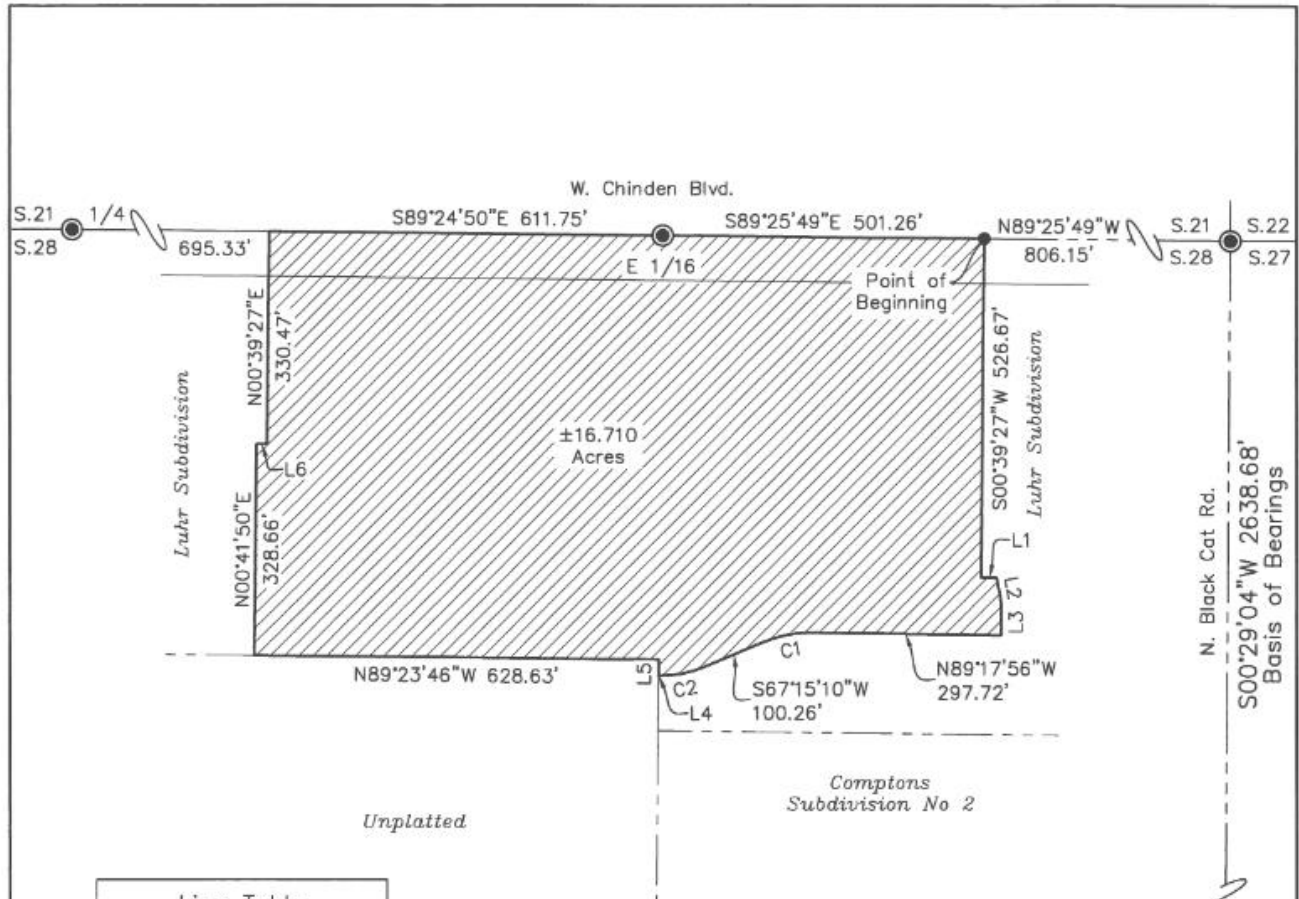 W. Chinden Blvd.
S.21 1/4
S.28
695.33'
S89°24'50"E 611.75'
S89°25'49"E 501.26'
N89°25'49"W
806.15'
S.21 S.22
S.28 S.27
E 1/16
Point of
Beginning
N00°39'27"E
330.47'
Luhr Subdivision
L6
N00°41'50"E
328.66'
±16.710
Acres
S00°39'27"W 526.67'
Luhr Subdivision
L1
L2
L3
N. Black Cat Rd.
S00°29'04"W 2638.68'
Basis of Bearings
N89°23'46"W 628.63'
L5
C2
L4
C1
S67°15'10"W
100.26'
N89°17'56"W
297.72'
Unplatted
Comptons
Subdivision No 2